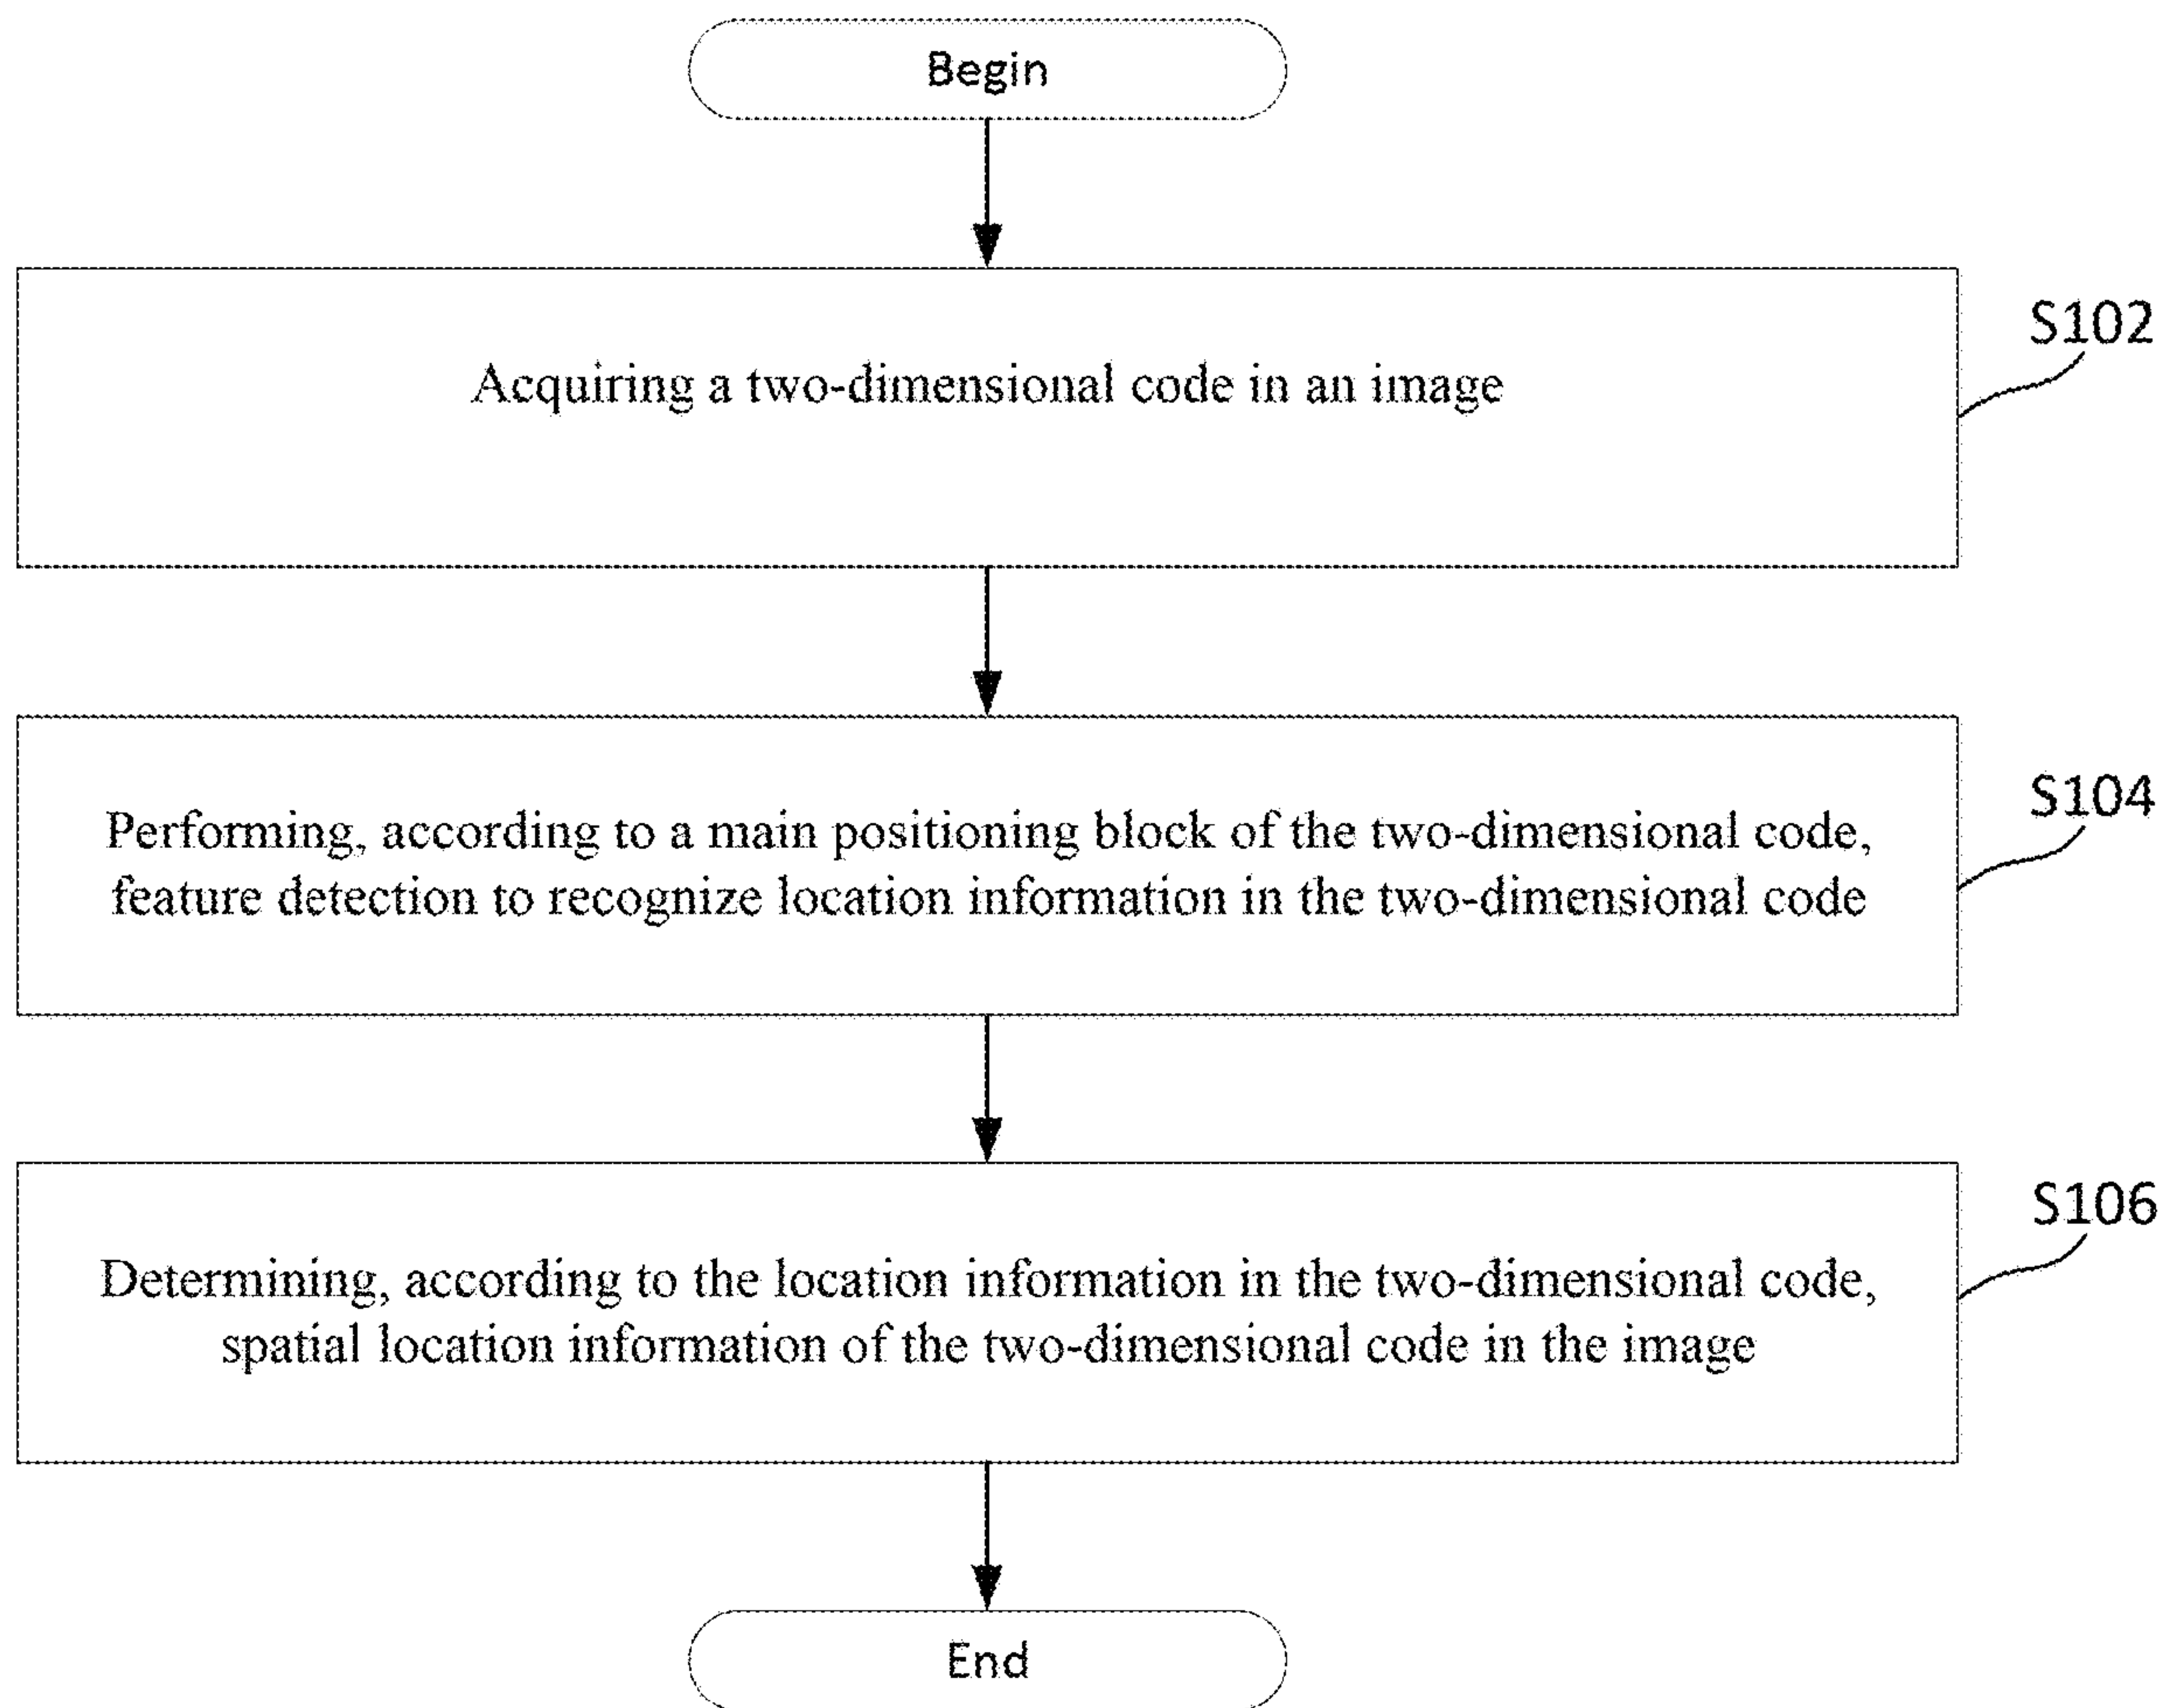 Begin
S102
Acquiring a two-dimensional code in an image
S104
Performing, according to a main positioning block of the two-dimensional code,
feature detection to recognize location information in the two-dimensional code
S106
Determining, according to the location information in the two-dimensional code,
spatial location information of the two-dimensional code in the image
End